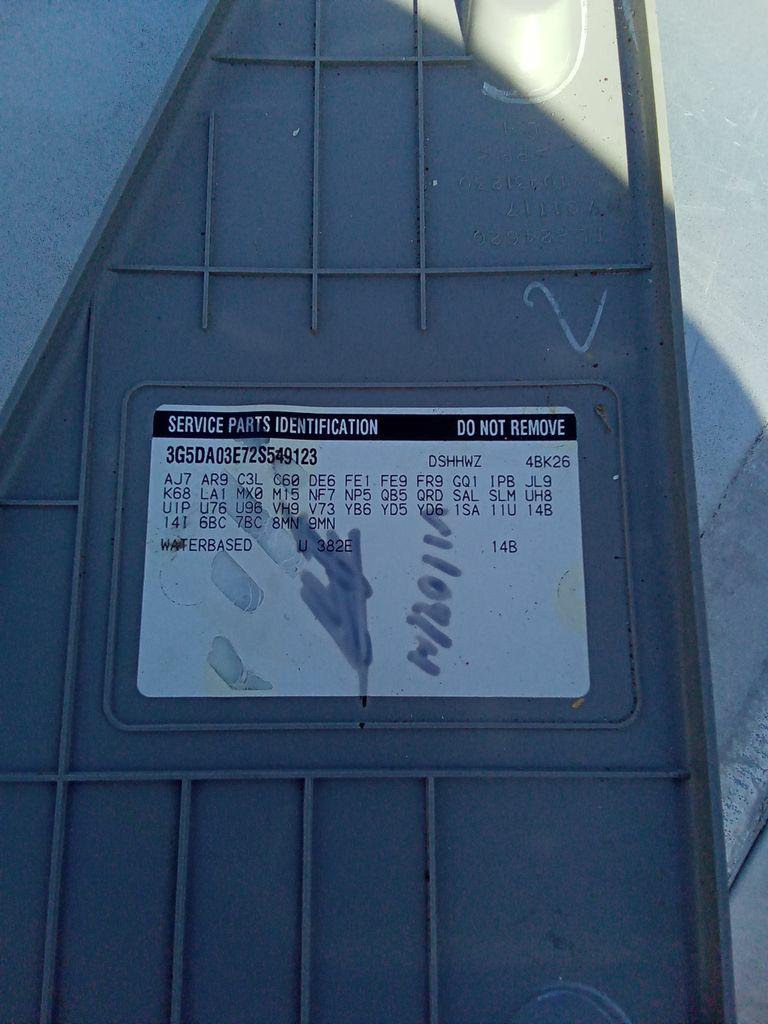 SERVICE PARTS IDENTIFICATION DO NOT REMOVE
3G5DA03E72S549123 DSHHWZ 4BK26
AJ7 AR9 C3L C60 DE6 FE1 FE9 FR9 GQ1 IPB JL9
K68 LA1 MX0 M15 NF7 NP5 QB5 QRD SAL SLM UH8
U1P U76 U96 VH9 V73 YB6 YD5 YD6 1SA 11U 14B
14I 6BC 7BC 8MN 9MN
WATERBASED U 382E 14B